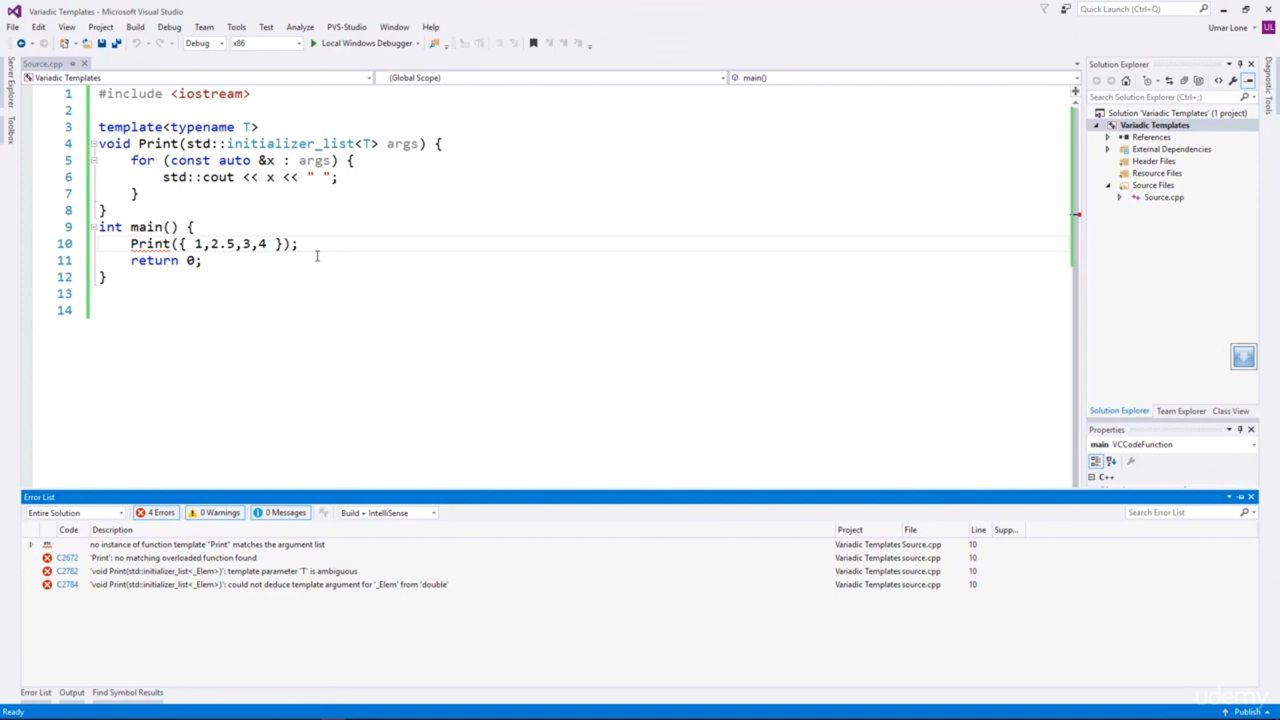 Variadic Templates - Microsoft Visual Studio
Quick Launch (Ctrl+Q)
File Edit View Project Build Debug Team Tools Test Analyze PVS-Studio Window Help
Umar Lone UL
Debug x86 Local Windows Debugger
Server Explorer
Toolbox
Source.cpp
Variadic Templates (Global Scope) main()
1 #include <iostream>
2
3 template<typename T>
4 void Print(std::initializer_list<T> args) {
5 for (const auto &x : args) {
6 std::cout << x << " ";
7 }
8 }
9 int main() {
10 Print({ 1,2.5,3,4 });
11 return 0;
12 }
13
14
Solution Explorer
Search Solution Explorer (Ctrl+;)
Solution 'Variadic Templates' (1 project)
Variadic Templates
References
External Dependencies
Header Files
Resource Files
Source Files
Source.cpp
Diagnostic Tools
Solution Explorer Team Explorer Class View
Properties
main VCCodeFunction
C++
Error List
Entire Solution 4 Errors 0 Warnings 0 Messages Build + IntelliSense Search Error List
Code Description Project File Line Supp...
abc no instance of function template "Print" matches the argument list Variadic Templates Source.cpp 10
C2672 'Print': no matching overloaded function found Variadic Templates Source.cpp 10
C2782 'void Print(std::initializer_list<_Elem>)': template parameter 'T' is ambiguous Variadic Templates Source.cpp 10
C2784 'void Print(std::initializer_list<_Elem>)': could not deduce template argument for '_Elem' from 'double' Variadic Templates Source.cpp 10
Error List Output Find Symbol Results
udemy
Ready Publish